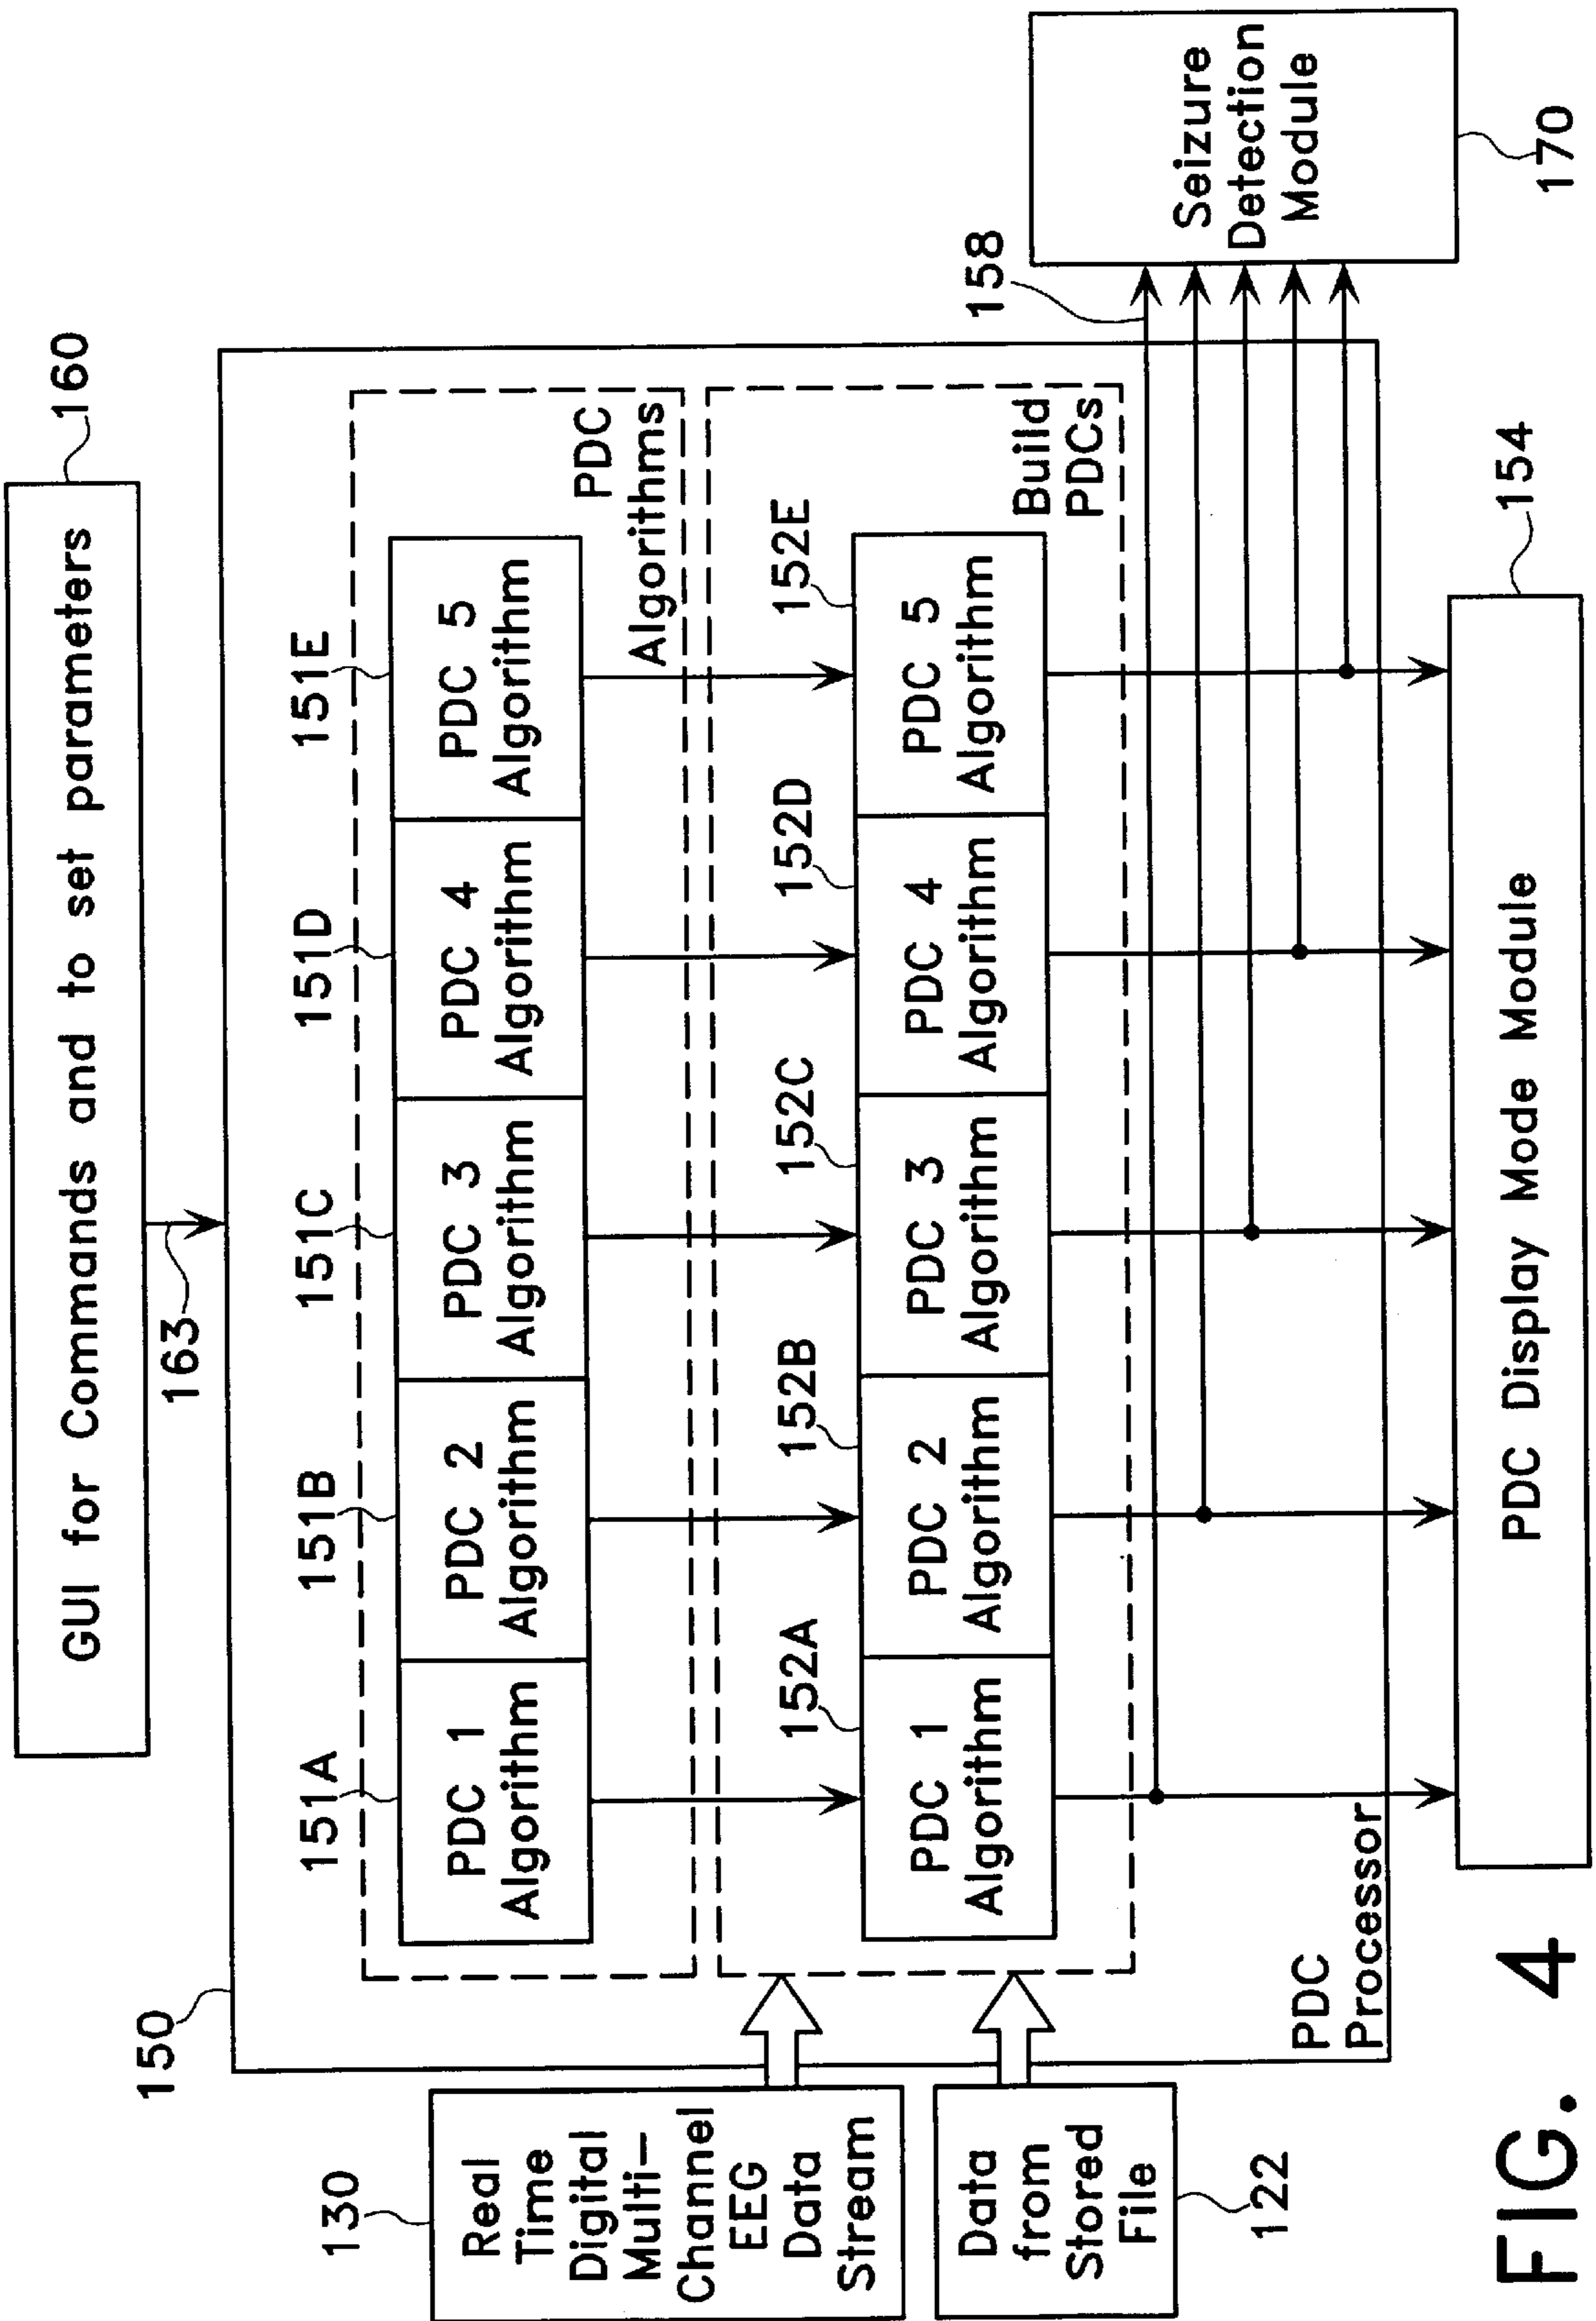 GUI for Commands and to set parameters
160
163
150
151A
151B
151C
151D
151E
PDC 1
Algorithm
PDC 2
Algorithm
PDC 3
Algorithm
PDC 4
Algorithm
PDC 5
Algorithm
PDC
Algorithms
130
Real
Time
Digital
Multi-
Channel
EEG
Data
Stream
152A
152B
152C
152D
152E
PDC 1
Algorithm
PDC 2
Algorithm
PDC 3
Algorithm
PDC 4
Algorithm
PDC 5
Algorithm
Build
PDCs
Data
from
Stored
File
122
158
Seizure
Detection
Module
170
PDC
Processor
PDC Display Mode Module
154
FIG. 4